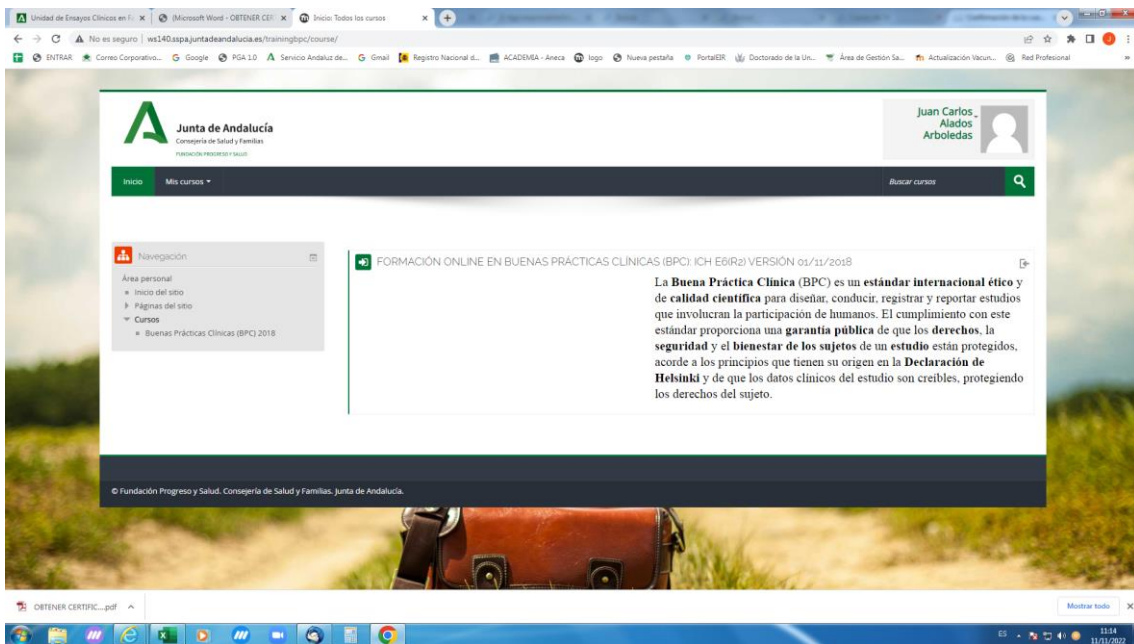 Unidad de Ensayos Clínicos en F
(Microsoft Word - OBTENER CER
Inicio: Todos los cursos
No es seguro | ws140.sspa.juntadeandalucia.es/trainingbpc/course/
ENTRAR Correo Corporativo... Google PGA 1.0 Servicio Andaluz de... Gmail Registro Nacional d... ACADEMIA - Aneca logo Nueva pestaña PortalEIR Doctorado de la Un... Área de Gestión Sa... Actualización Vacun... Red Profesional
Junta de Andalucía
Consejería de Salud y Familias
FUNDACIÓN PROGRESO Y SALUD
Juan Carlos
Alados
Arboledas
Inicio Mis cursos Buscar cursos
Navegación
Área personal
Inicio del sitio
Páginas del sitio
Cursos
Buenas Prácticas Clínicas (BPC) 2018
FORMACIÓN ONLINE EN BUENAS PRÁCTICAS CLÍNICAS (BPC): ICH E6(R2) VERSIÓN 01/11/2018
La Buena Práctica Clínica (BPC) es un estándar internacional ético y
de calidad científica para diseñar, conducir, registrar y reportar estudios
que involucran la participación de humanos. El cumplimiento con este
estándar proporciona una garantía pública de que los derechos, la
seguridad y el bienestar de los sujetos de un estudio están protegidos,
acorde a los principios que tienen su origen en la Declaración de
Helsinki y de que los datos clínicos del estudio son creíbles, protegiendo
los derechos del sujeto.
© Fundación Progreso y Salud. Consejería de Salud y Familias. Junta de Andalucía.
OBTENER CERTIFIC....pdf
Mostrar todo
ES
11:14
11/11/2022